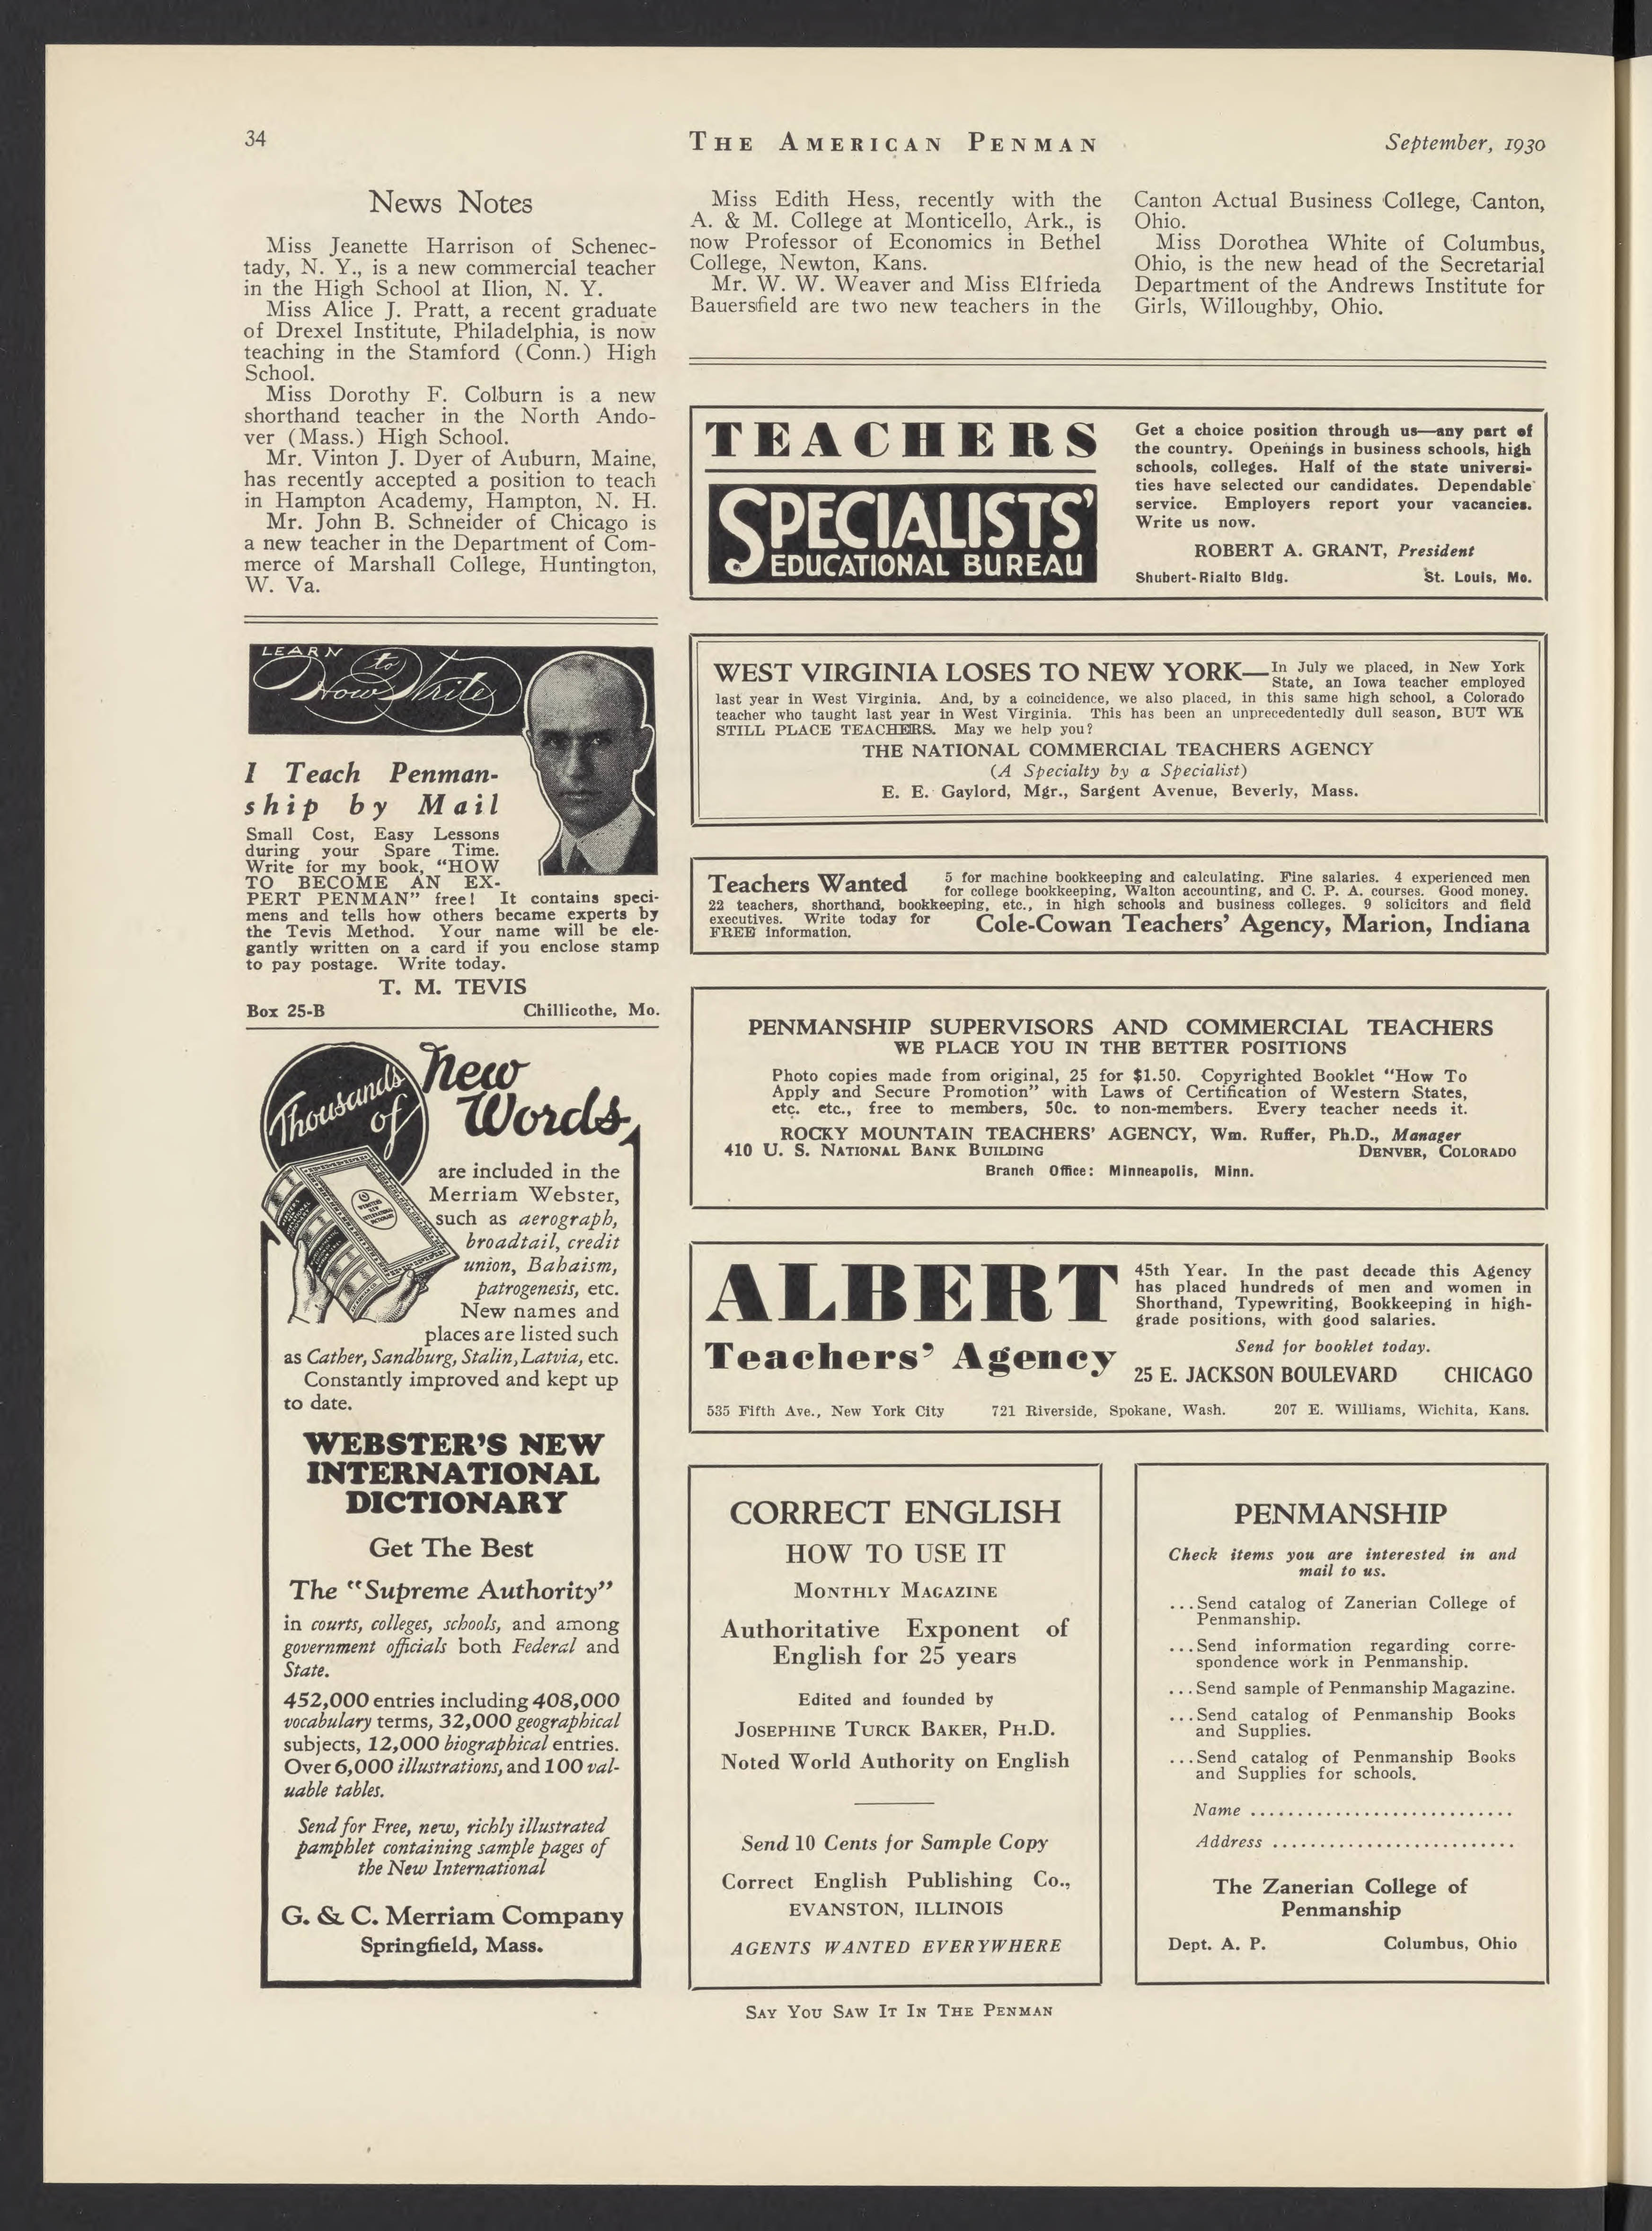 34
THE AMERICAN PENMAN
September, 1930
News Notes
Miss Jeanette Harrison of Schenec-
tady, N. Y., is a new commercial teacher
in the High School at Ilion, N. Y.
Miss Alice J. Pratt, a recent graduate
of Drexel Institute, Philadelphia, is now
teaching in the Stamford (Conn.) High
School.
Miss Dorothy F. Colburn is a new
shorthand teacher in the North Ando-
ver (Mass.) High School.
Mr. Vinton J. Dyer of Auburn, Maine,
has recently accepted a position to teach
in Hampton Academy, Hampton, N. H.
Mr. John B. Schneider of Chicago is
a new teacher in the Department of Com-
merce of Marshall College, Huntington,
W. Va.
Miss Edith Hess, recently with the
A. & M. College at Monticello, Ark., is
now Professor of Economics in Bethel
College, Newton, Kans.
Mr. W. W. Weaver and Miss Elfrieda
Bauersfield are two new teachers in the
Canton Actual Business College, Canton,
Ohio.
Miss Dorothea White of Columbus,
Ohio, is the new head of the Secretarial
Department of the Andrews Institute for
Girls, Willoughby, Ohio.
LEARN
to
How Write
I Teach Penman-
ship by Mail
Small Cost, Easy Lessons
during your Spare Time.
Write for my book, "HOW
TO BECOME AN EX-
PERT PENMAN" free! It contains speci-
mens and tells how others became experts by
the Tevis Method. Your name will be ele-
gantly written on a card if you enclose stamp
to pay postage. Write today.
T. M. TEVIS
Box 25-B Chillicothe, Mo.
Thousands
of
New
Words
are included in the
Merriam Webster,
such as aerograph,
broadtail, credit
union, Bahaism,
patrogenesis, etc.
New names and
places are listed such
as Cather, Sandburg, Stalin, Latvia, etc.
Constantly improved and kept up
to date.
WEBSTER'S NEW
INTERNATIONAL
DICTIONARY
Get The Best
The "Supreme Authority"
in courts, colleges, schools, and among
government officials both Federal and
State.
452,000 entries including 408,000
vocabulary terms, 32,000 geographical
subjects, 12,000 biographical entries.
Over 6,000 illustrations, and 100 val-
uable tables.
Send for Free, new, richly illustrated
pamphlet containing sample pages of
the New International
G. & C. Merriam Company
Springfield, Mass.
TEACHERS
SPECIALISTS'
EDUCATIONAL BUREAU
Get a choice position through us—any part of
the country. Openings in business schools, high
schools, colleges. Half of the state universi-
ties have selected our candidates. Dependable
service. Employers report your vacancies.
Write us now.
ROBERT A. GRANT, President
Shubert-Rialto Bldg. St. Louis, Mo.
WEST VIRGINIA LOSES TO NEW YORK—In July we placed, in New York
State, an Iowa teacher employed
last year in West Virginia. And, by a coincidence, we also placed, in this same high school, a Colorado
teacher who taught last year in West Virginia. This has been an unprecedentedly dull season, BUT WE
STILL PLACE TEACHERS. May we help you?
THE NATIONAL COMMERCIAL TEACHERS AGENCY
(A Specialty by a Specialist)
E. E. Gaylord, Mgr., Sargent Avenue, Beverly, Mass.
Teachers Wanted 5 for machine bookkeeping and calculating. Fine salaries. 4 experienced men
for college bookkeeping, Walton accounting, and C. P. A. courses. Good money.
22 teachers, shorthand, bookkeeping, etc., in high schools and business colleges. 9 solicitors and field
executives. Write today for
FREE information.
Cole-Cowan Teachers' Agency, Marion, Indiana
PENMANSHIP SUPERVISORS AND COMMERCIAL TEACHERS
WE PLACE YOU IN THE BETTER POSITIONS
Photo copies made from original, 25 for $1.50. Copyrighted Booklet "How To
Apply and Secure Promotion" with Laws of Certification of Western States,
etc. etc., free to members, 50c. to non-members. Every teacher needs it.
ROCKY MOUNTAIN TEACHERS' AGENCY, Wm. Ruffer, Ph.D., Manager
410 U. S. NATIONAL BANK BUILDING DENVER, COLORADO
Branch Office: Minneapolis, Minn.
ALBERT
Teachers' Agency
45th Year. In the past decade this Agency
has placed hundreds of men and women in
Shorthand, Typewriting, Bookkeeping in high-
grade positions, with good salaries.
Send for booklet today.
25 E. JACKSON BOULEVARD CHICAGO
535 Fifth Ave., New York City 721 Riverside, Spokane, Wash. 207 E. Williams, Wichita, Kans.
CORRECT ENGLISH
HOW TO USE IT
MONTHLY MAGAZINE
Authoritative Exponent of
English for 25 years
Edited and founded by
JOSEPHINE TURCK BAKER, PH.D.
Noted World Authority on English
Send 10 Cents for Sample Copy
Correct English Publishing Co.,
EVANSTON, ILLINOIS
AGENTS WANTED EVERYWHERE
PENMANSHIP
Check items you are interested in and
mail to us.
...Send catalog of Zanerian College of
Penmanship.
...Send information regarding corre-
spondence work in Penmanship.
...Send sample of Penmanship Magazine.
...Send catalog of Penmanship Books
and Supplies.
...Send catalog of Penmanship Books
and Supplies for schools.
Name ............................
Address ..........................
The Zanerian College of
Penmanship
Dept. A. P. Columbus, Ohio
SAY YOU SAW IT IN THE PENMAN